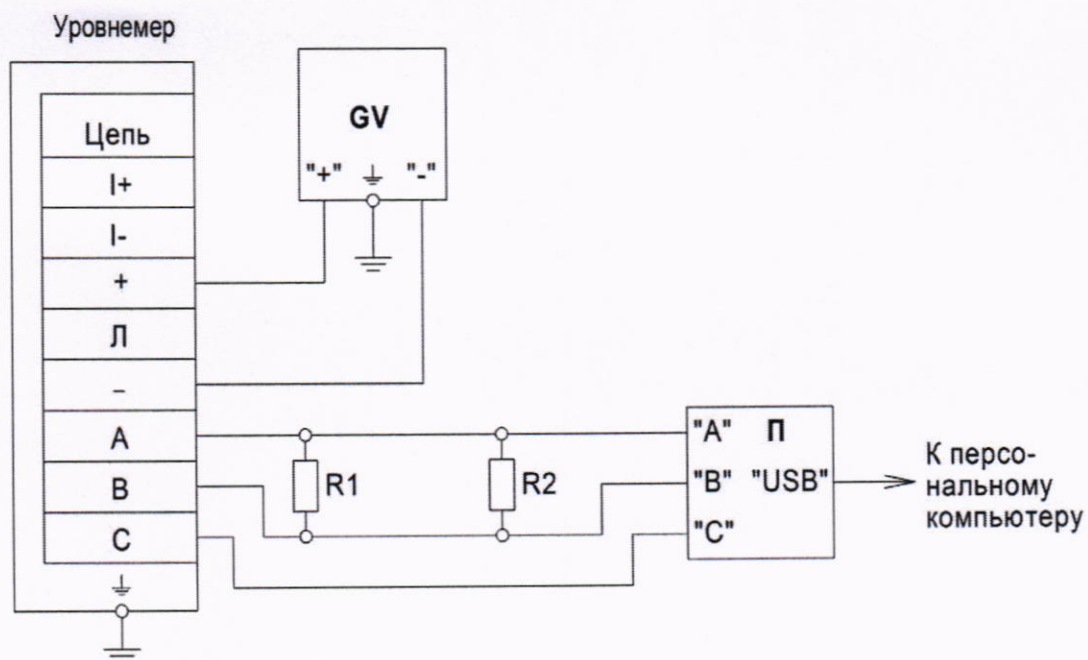 Уровнемер
Цепь
I+
I-
+
Л
–
A
B
C
GV
"+" "-"
R1
R2
"A" П
"B" "USB"
"C"
К персо-
нальному
компьютеру